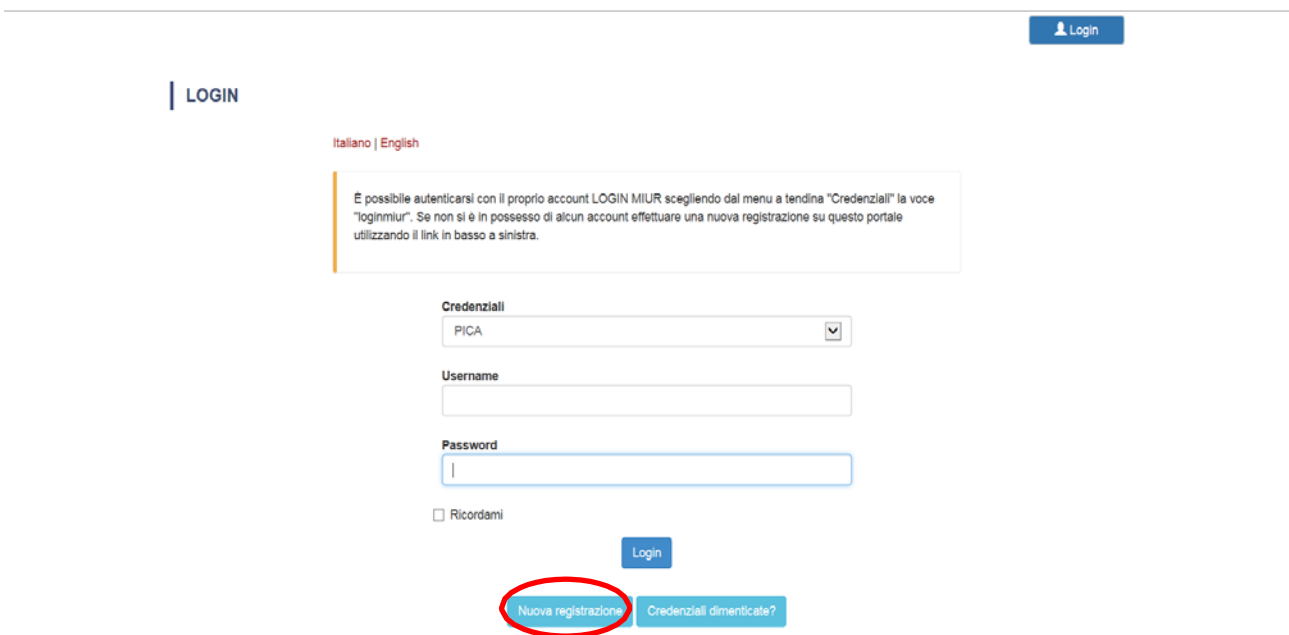 Login
LOGIN
Italiano | English
È possibile autenticarsi con il proprio account LOGIN MIUR scegliendo dal menu a tendina "Credenziali" la voce
"loginmiur". Se non si è in possesso di alcun account effettuare una nuova registrazione su questo portale
utilizzando il link in basso a sinistra.
Credenziali
PICA
Username
Password
Ricordami
Login
Nuova registrazione Credenziali dimenticate?